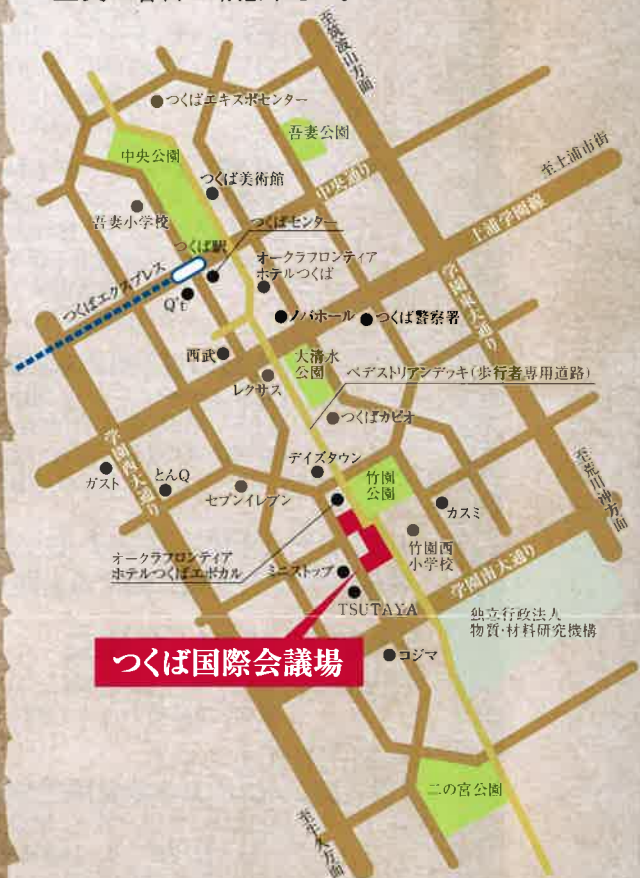 至筑波山方面
つくばエキスポセンター
吾妻公園
中央公園
至土浦市街
つくば美術館
中央通り
吾妻小学校
つくばセンター
土浦学園線
つくば駅
オークラフロンティア
ホテルつくば
つくばエクスプレス
Q't
学園東大通り
ノバホール
つくば警察署
西武
大清水
公園
レクサス
ペデストリアンデッキ(歩行者専用道路)
つくばカピオ
学園西大通り
デイズタウン
ガスト
とんQ
セブンイレブン
竹園
公園
カスミ
至荒川沖方面
オークラフロンティア
ホテルつくばエポカル
竹園西
小学校
ミニストップ
学園南大通り
TSUTAYA
独立行政法人
物質・材料研究機構
つくば国際会議場
コジマ
二の宮公園
至牛久方面